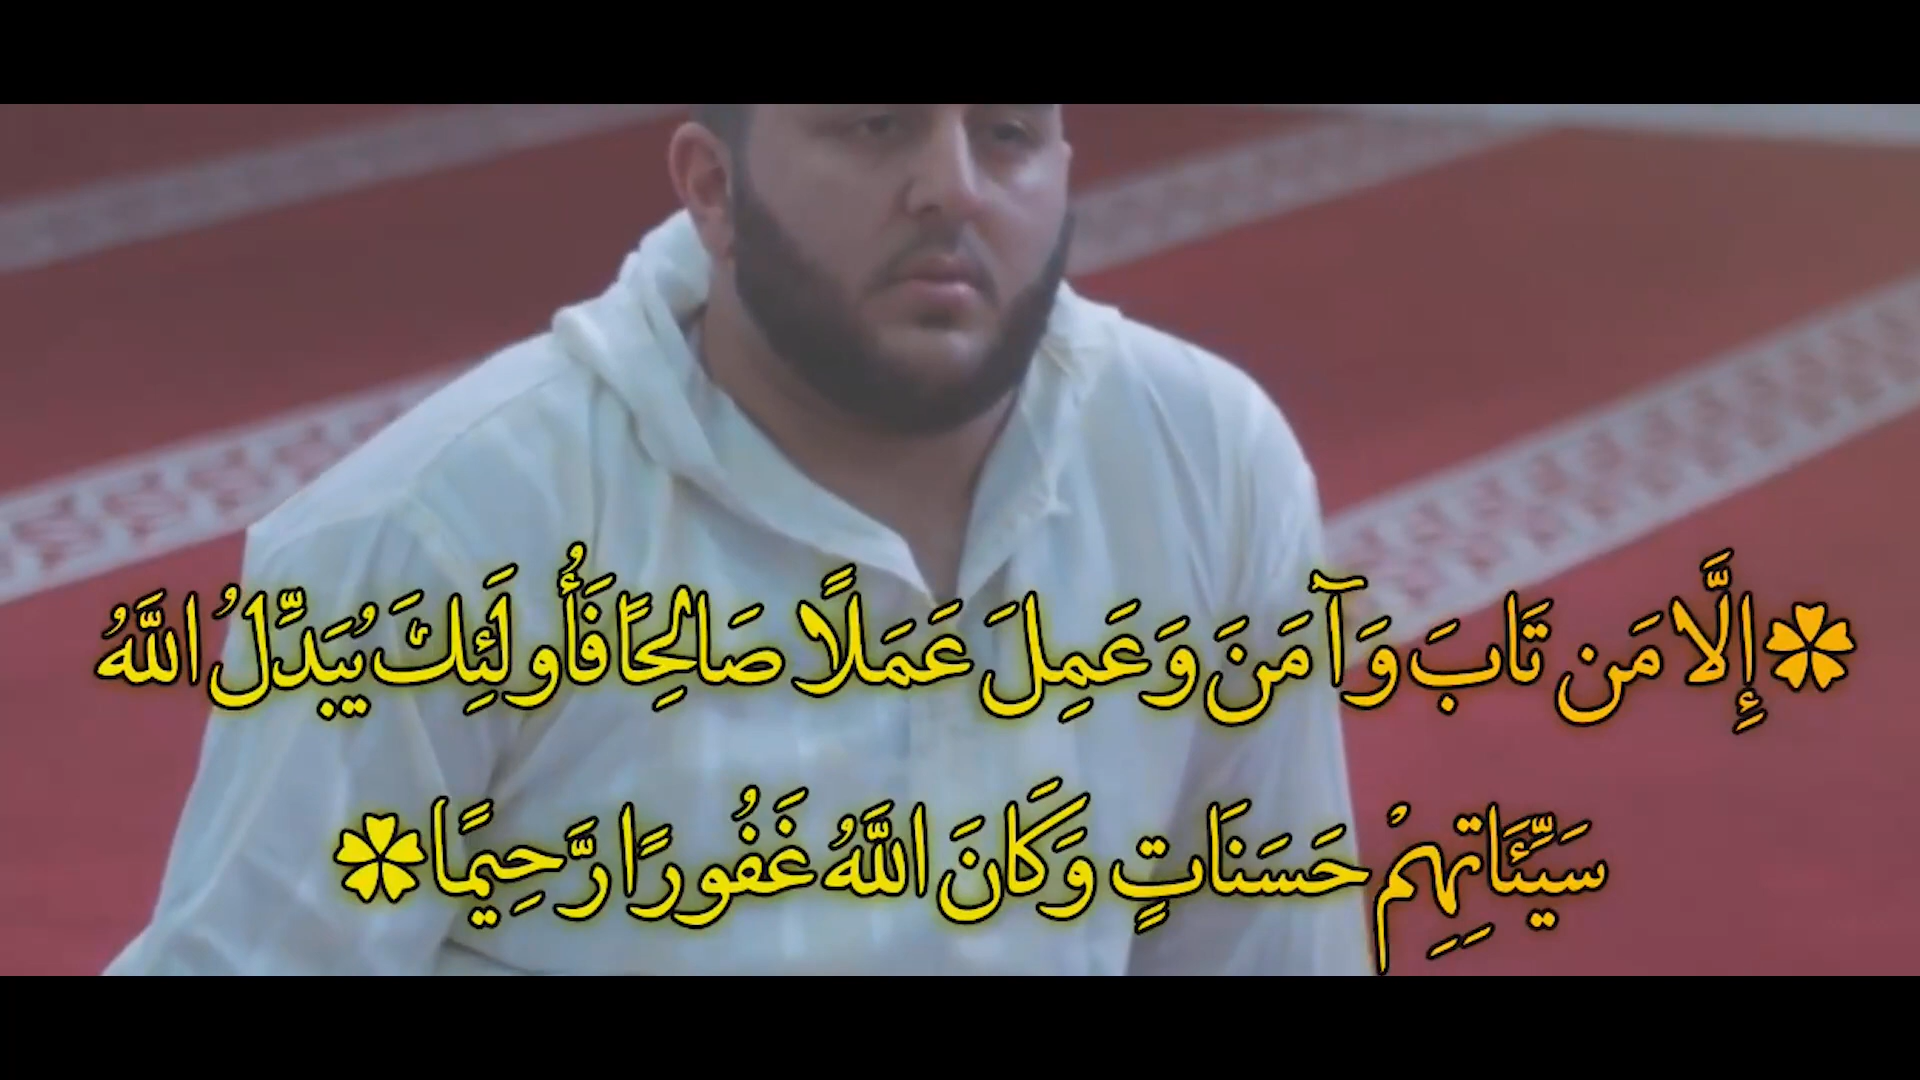 ✽إِلَّا مَن تَابَ وَآمَنَ وَعَمِلَ عَمَلًا صَالِحًا فَأُولَئِكَ يُبَدِّلُ اللَّهُ
سَيِّئَاتِهِمْ حَسَنَاتٍ وَكَانَ اللَّهُ غَفُورًا رَّحِيمًا✽